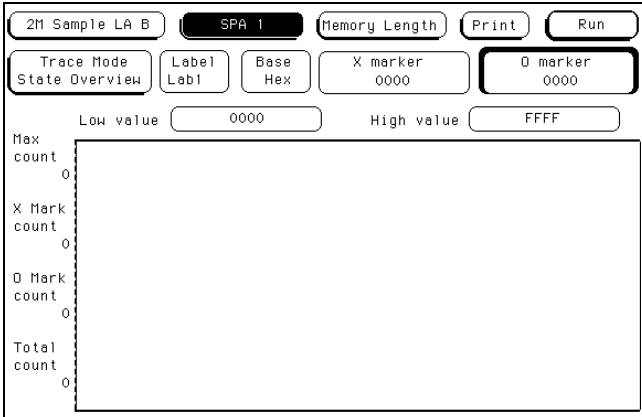 2M Sample LA B SPA 1 Memory Length Print Run
Trace Mode Label Base X marker O marker
State Overview Lab1 Hex 0000 0000
Low value 0000 High value FFFF
Max
count
0
X Mark
count
0
O Mark
count
0
Total
count
0